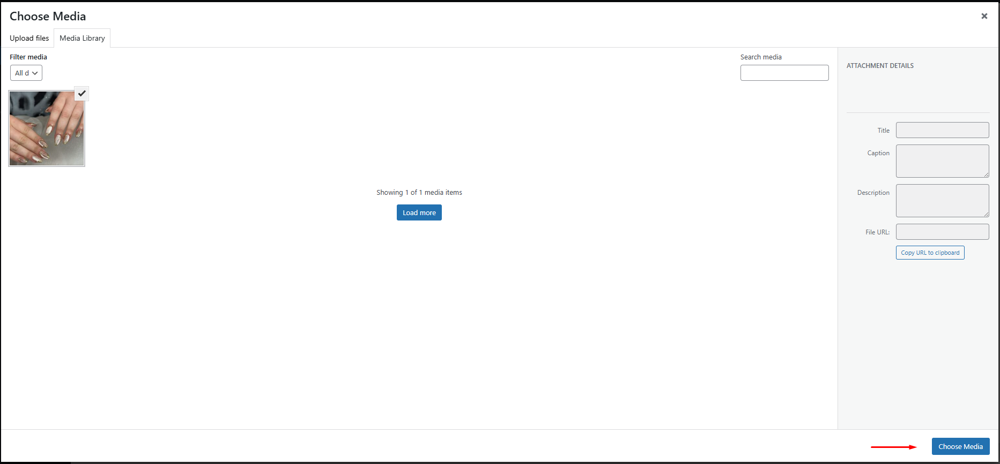 Choose Media
Upload files
Media Library
Filter media
All d
Search media
ATTACHMENT DETAILS
Title
Caption
Description
File URL:
Copy URL to clipboard
Showing 1 of 1 media items
Load more
Choose Media